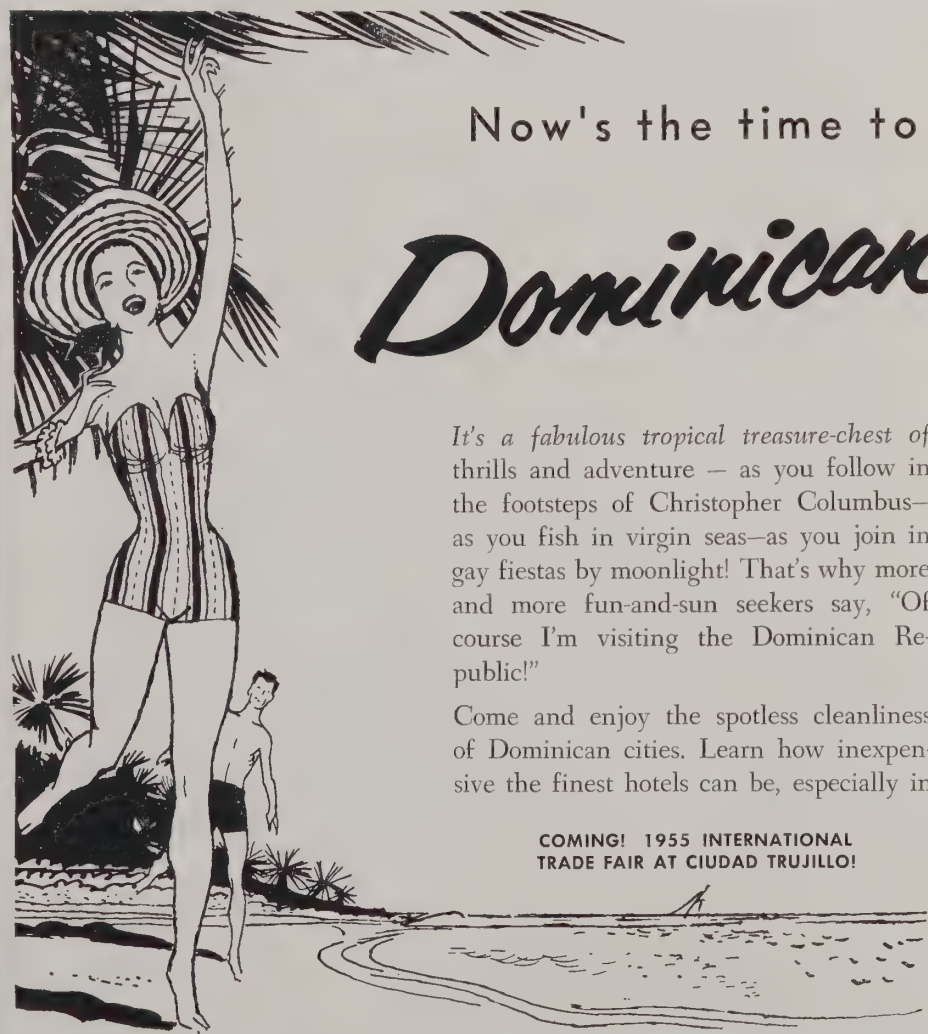 Now's the time to
Dominican
It's a fabulous tropical treasure-chest of
thrills and adventure — as you follow in
the footsteps of Christopher Columbus—
as you fish in virgin seas—as you join in
gay fiestas by moonlight! That's why more
and more fun-and-sun seekers say, “Of
course I'm visiting the Dominican Re-
public!”
Come and enjoy the spotless cleanliness
of Dominican cities. Learn how inexpen-
sive the finest hotels can be, especially in
COMING! 1955 INTERNATIONAL
TRADE FAIR AT CIUDAD TRUJILLO!